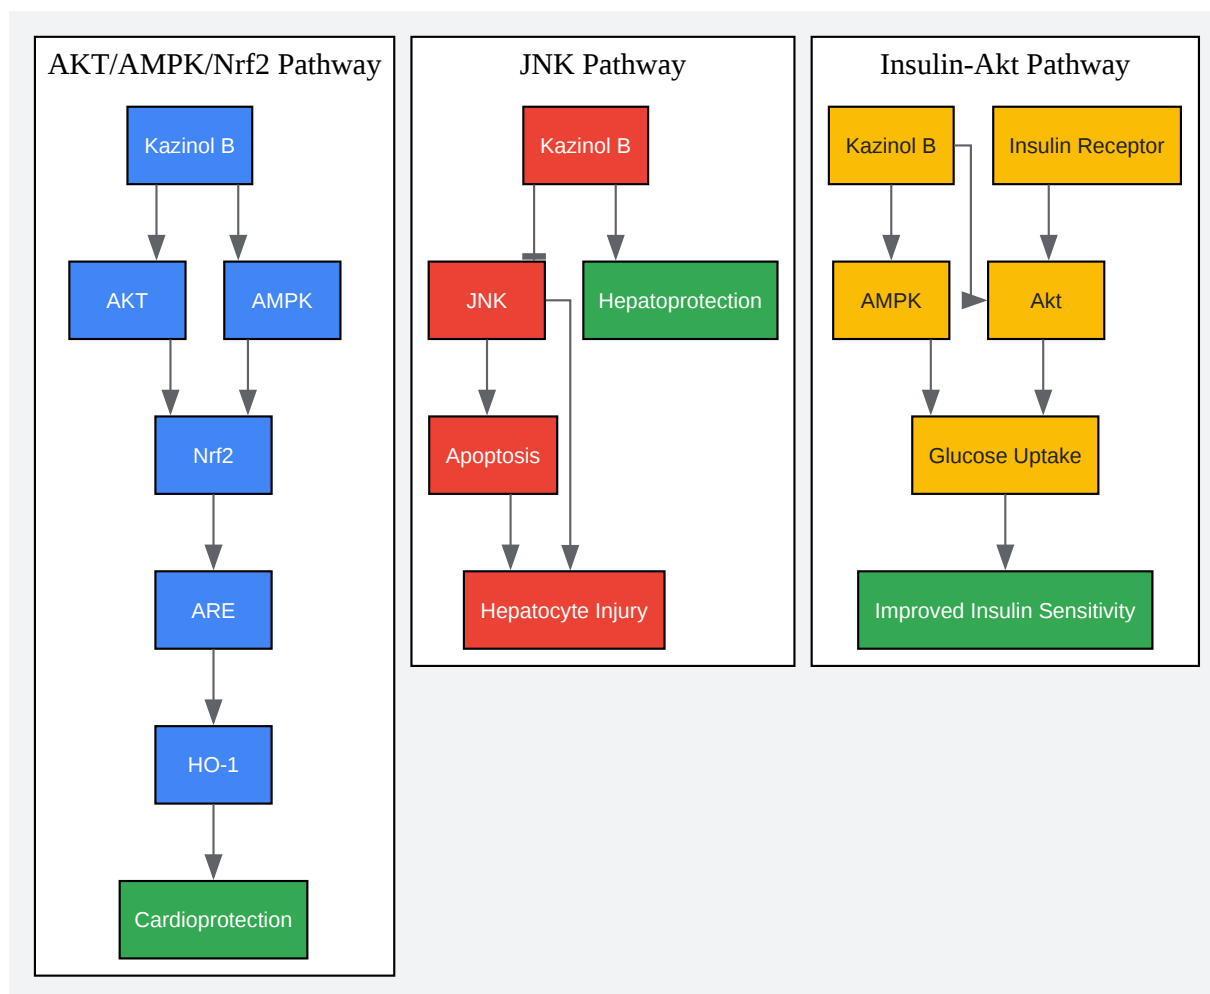 AKT/AMPK/Nrf2 Pathway
Kazinol B
AKT
AMPK
Nrf2
ARE
HO-1
Cardioprotection
JNK Pathway
Kazinol B
JNK
Hepatoprotection
Apoptosis
Hepatocyte Injury
Insulin-Akt Pathway
Kazinol B
Insulin Receptor
AMPK
Akt
Glucose Uptake
Improved Insulin Sensitivity